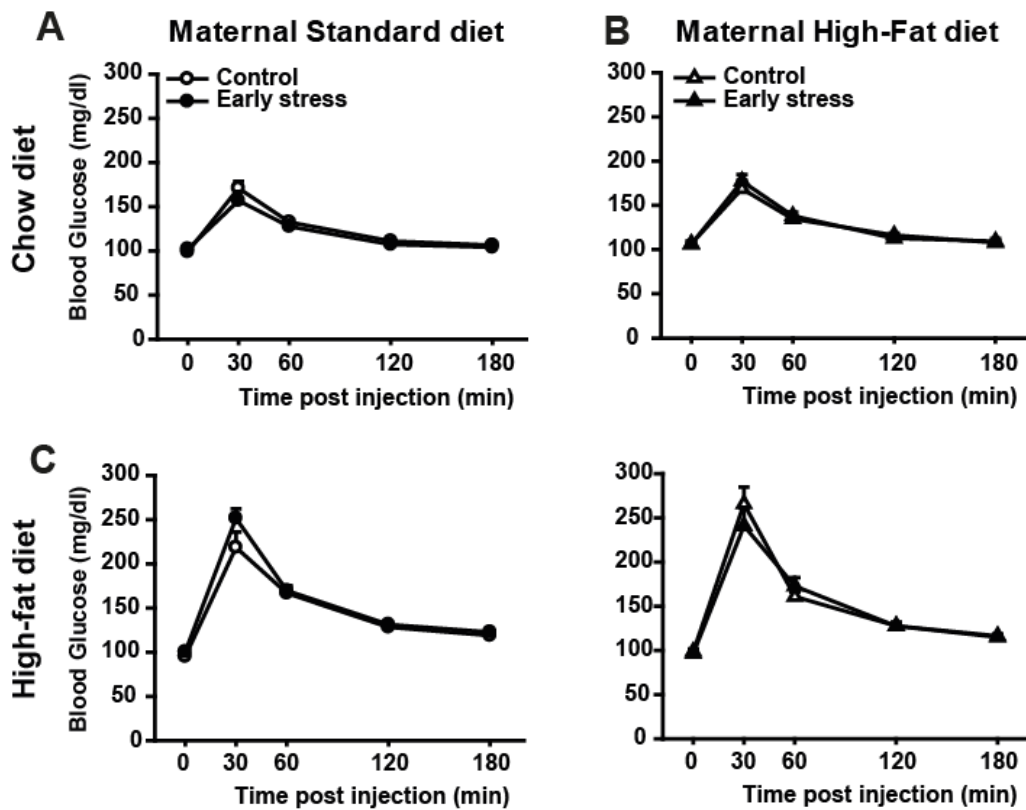 A
Maternal Standard diet
B
Maternal High-Fat diet
Chow diet
Blood Glucose (mg/dl)
300
250
200
150
100
50
0
Control
Early stress
0 30 60 120 180
Time post injection (min)
300
250
200
150
100
50
0
Control
Early stress
0 30 60 120 180
Time post injection (min)
C
High-fat diet
Blood Glucose (mg/dl)
300
250
200
150
100
50
0
0 30 60 120 180
Time post injection (min)
300
250
200
150
100
50
0
0 30 60 120 180
Time post injection (min)